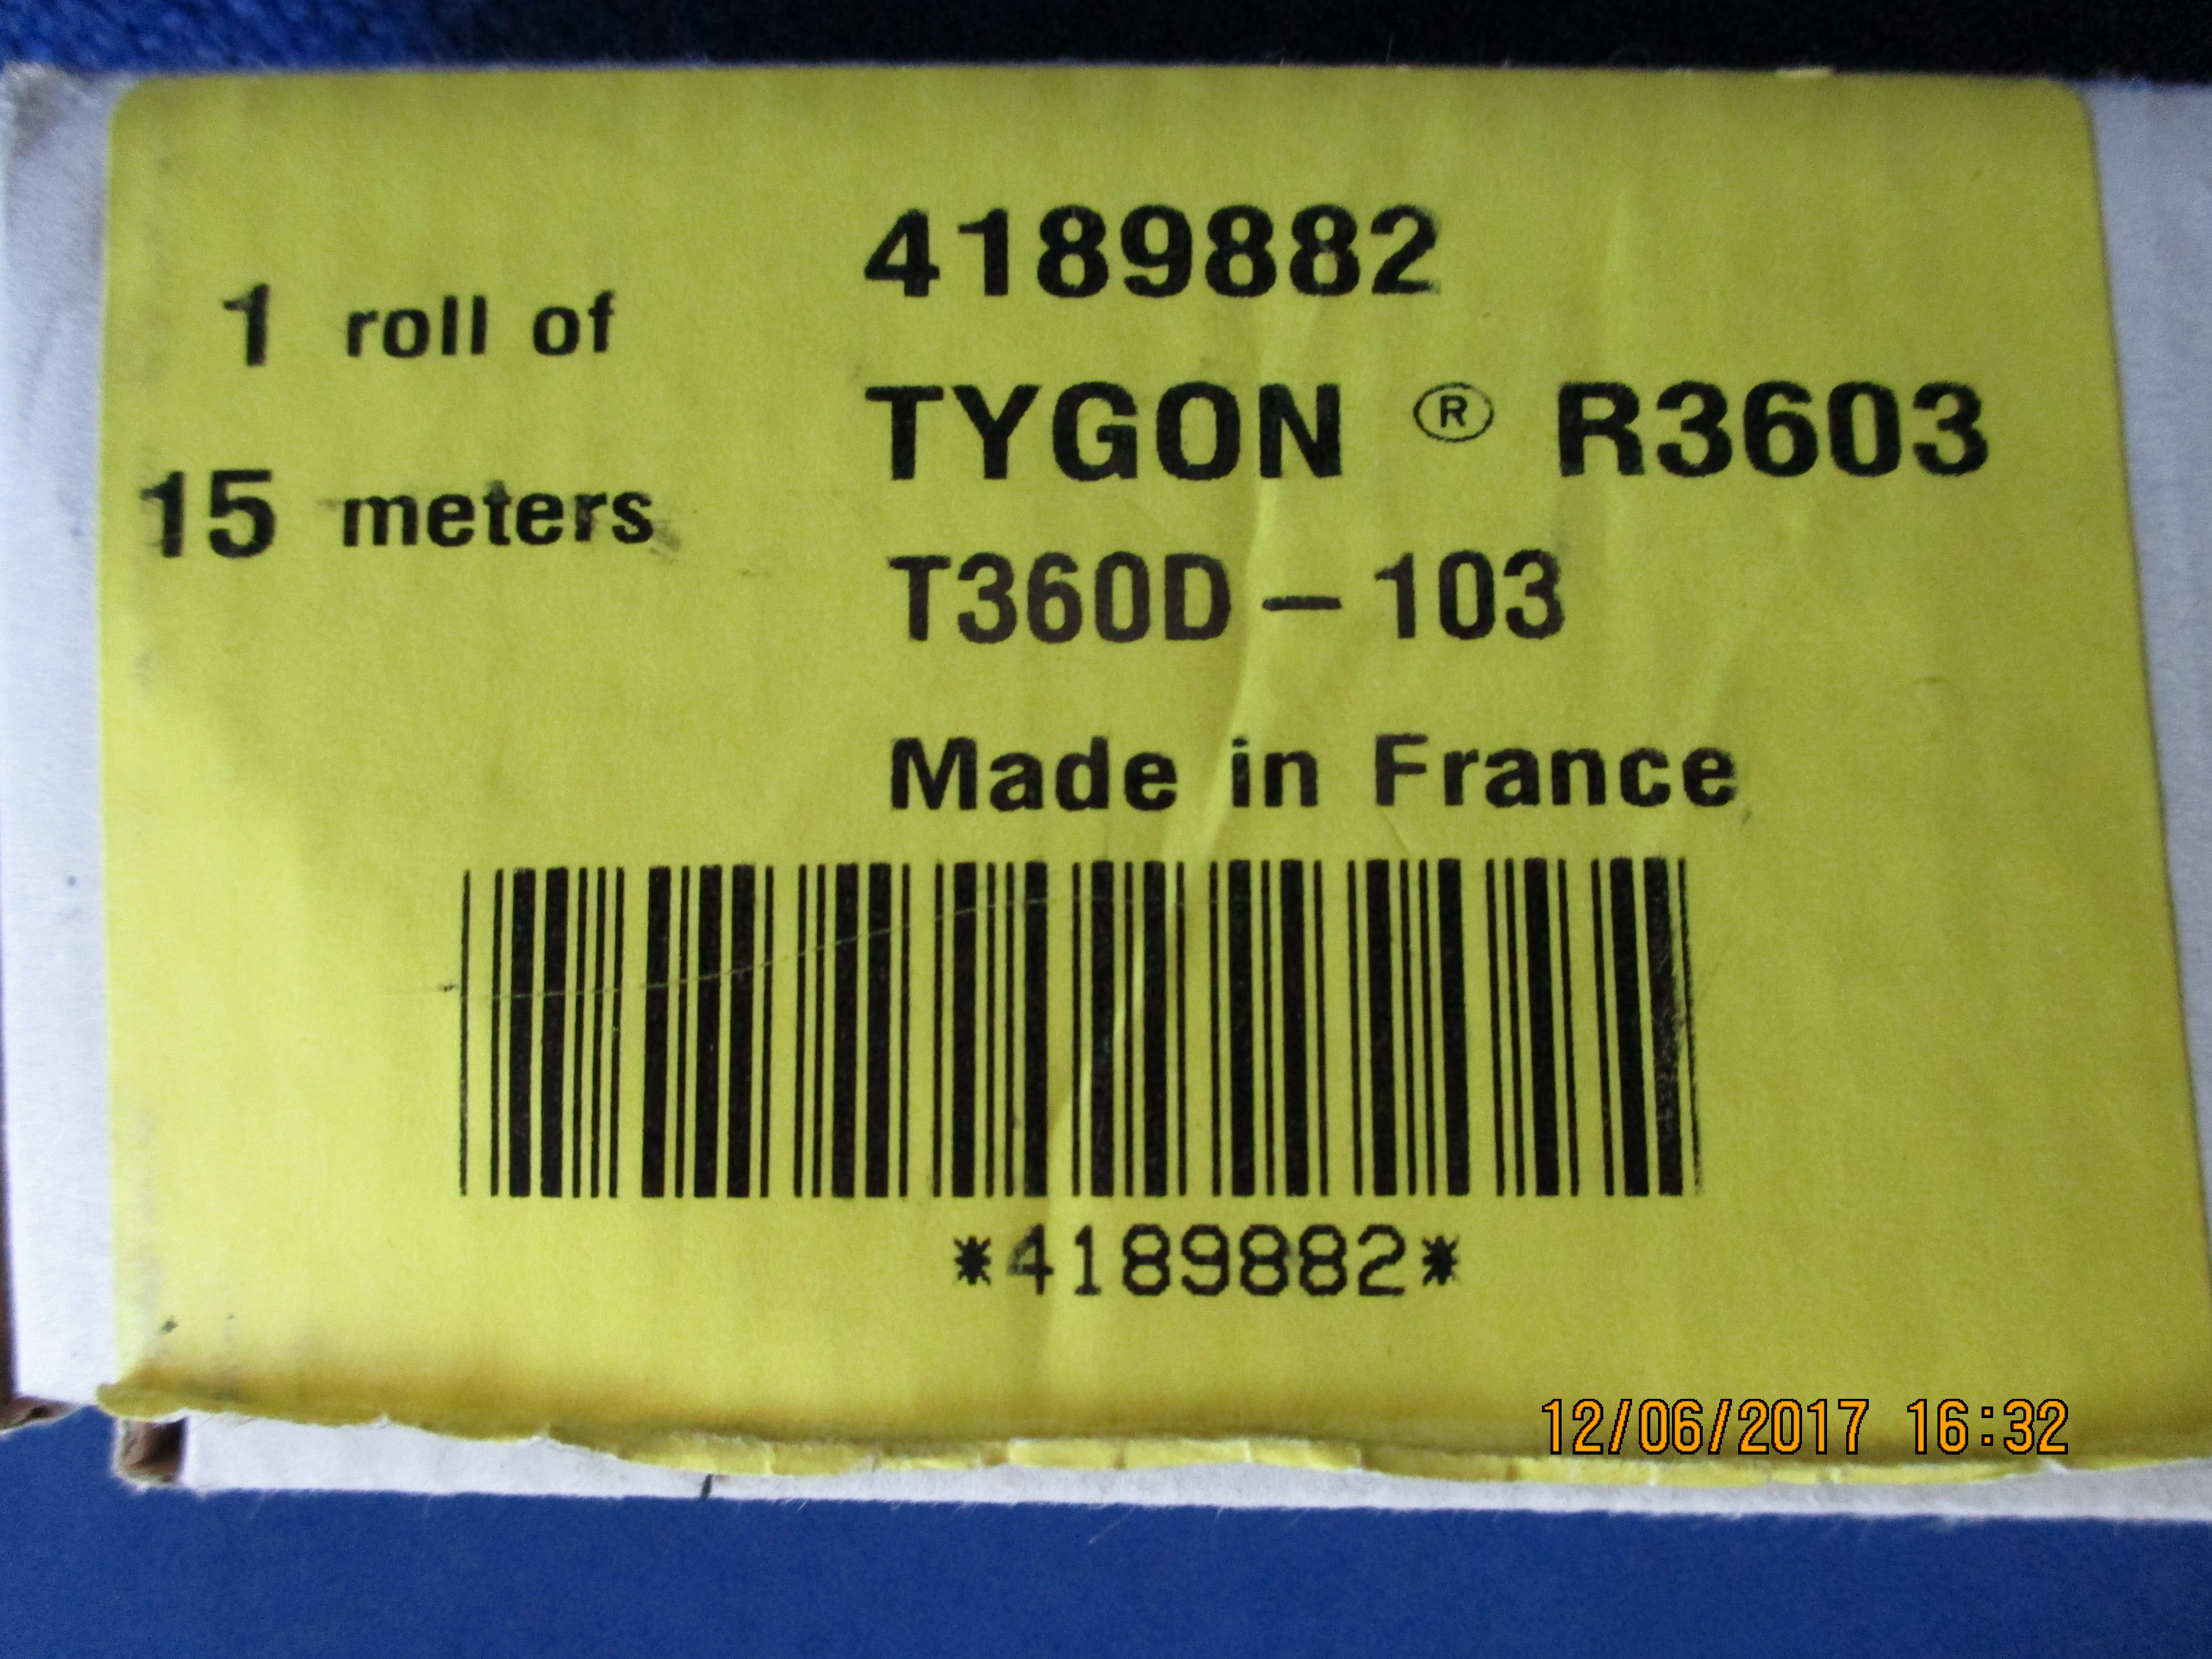 4189882
1 roll of
TYGON ® R3603
15 meters
T360D – 103
Made in France
*4189882*
12/06/2017 16:32